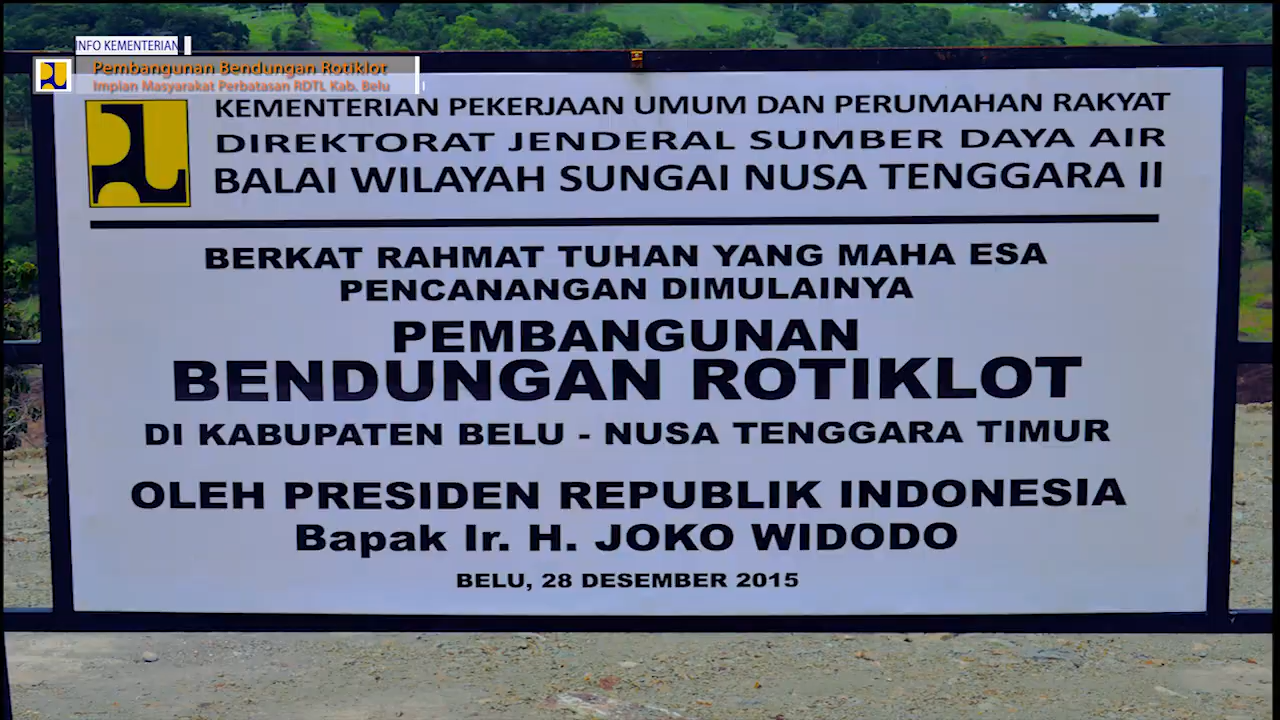 INFO KEMENTERIAN
Pembangunan Bendungan Rotiklot
Impian Masyarakat Perbatasan RDTL Kab. Belu
KEMENTERIAN PEKERJAAN UMUM DAN PERUMAHAN RAKYAT
DIREKTORAT JENDERAL SUMBER DAYA AIR
BALAI WILAYAH SUNGAI NUSA TENGGARA II
BERKAT RAHMAT TUHAN YANG MAHA ESA
PENCANANGAN DIMULAINYA
PEMBANGUNAN
BENDUNGAN ROTIKLOT
DI KABUPATEN BELU - NUSA TENGGARA TIMUR
OLEH PRESIDEN REPUBLIK INDONESIA
Bapak Ir. H. JOKO WIDODO
BELU, 28 DESEMBER 2015